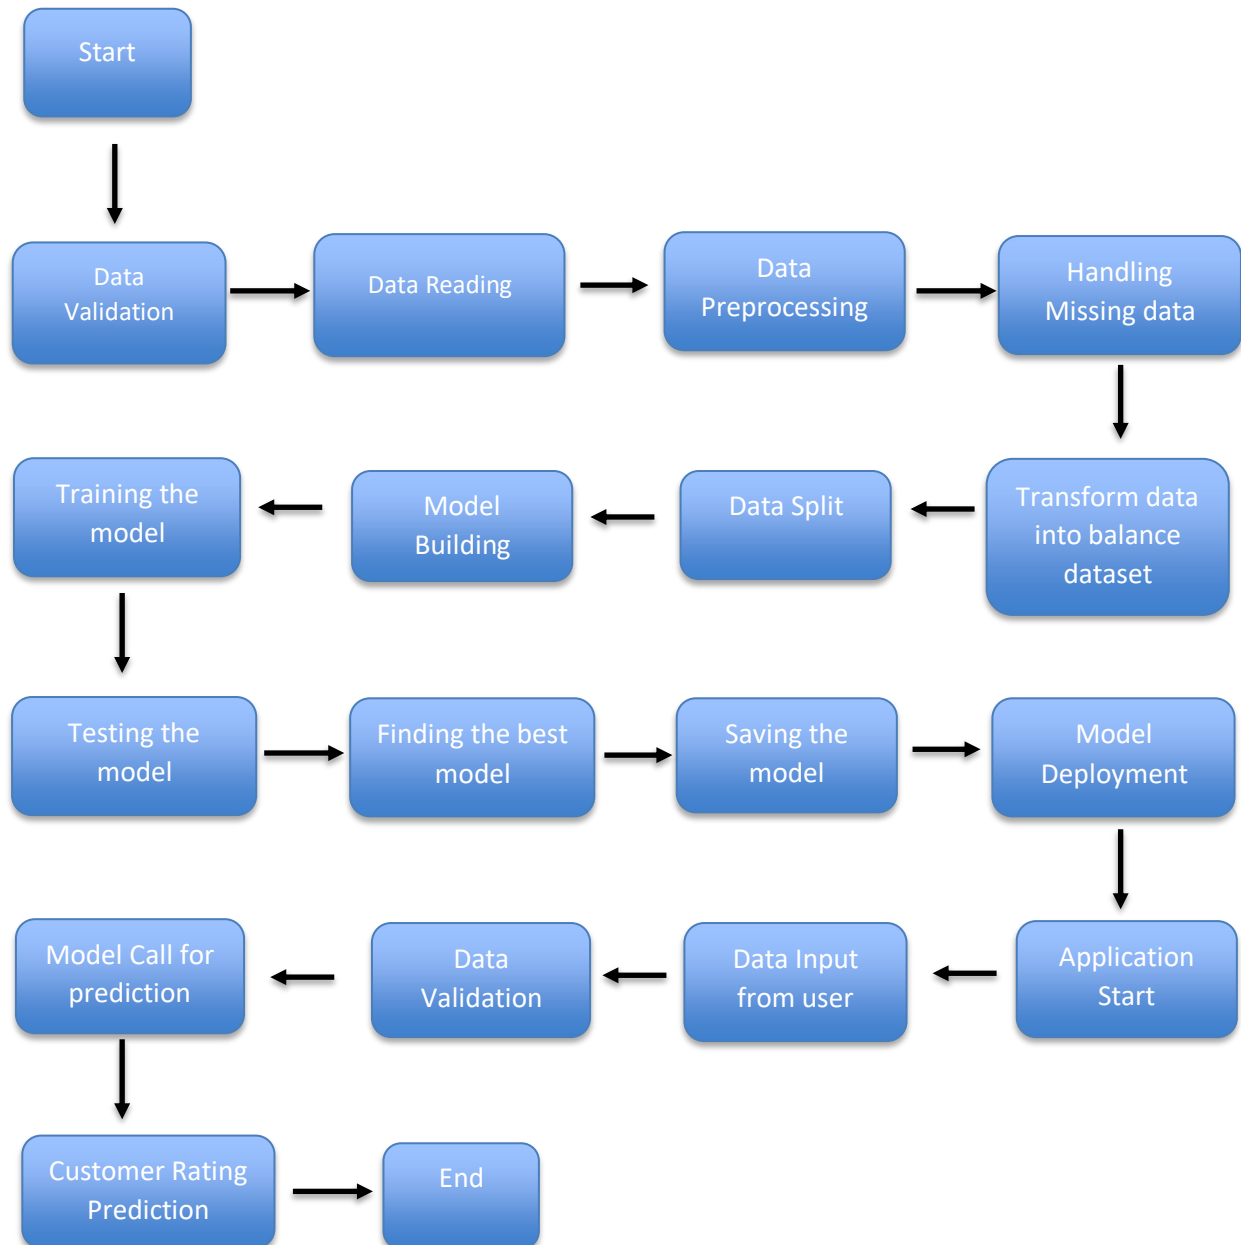 Start
Data
Validation
Data Reading
Data
Preprocessing
Handling
Missing data
Transform data
into balance
dataset
Data Split
Model
Building
Training the
model
Testing the
model
Finding the best
model
Saving the
model
Model
Deployment
Application
Start
Data Input
from user
Data
Validation
Model Call for
prediction
Customer Rating
Prediction
End